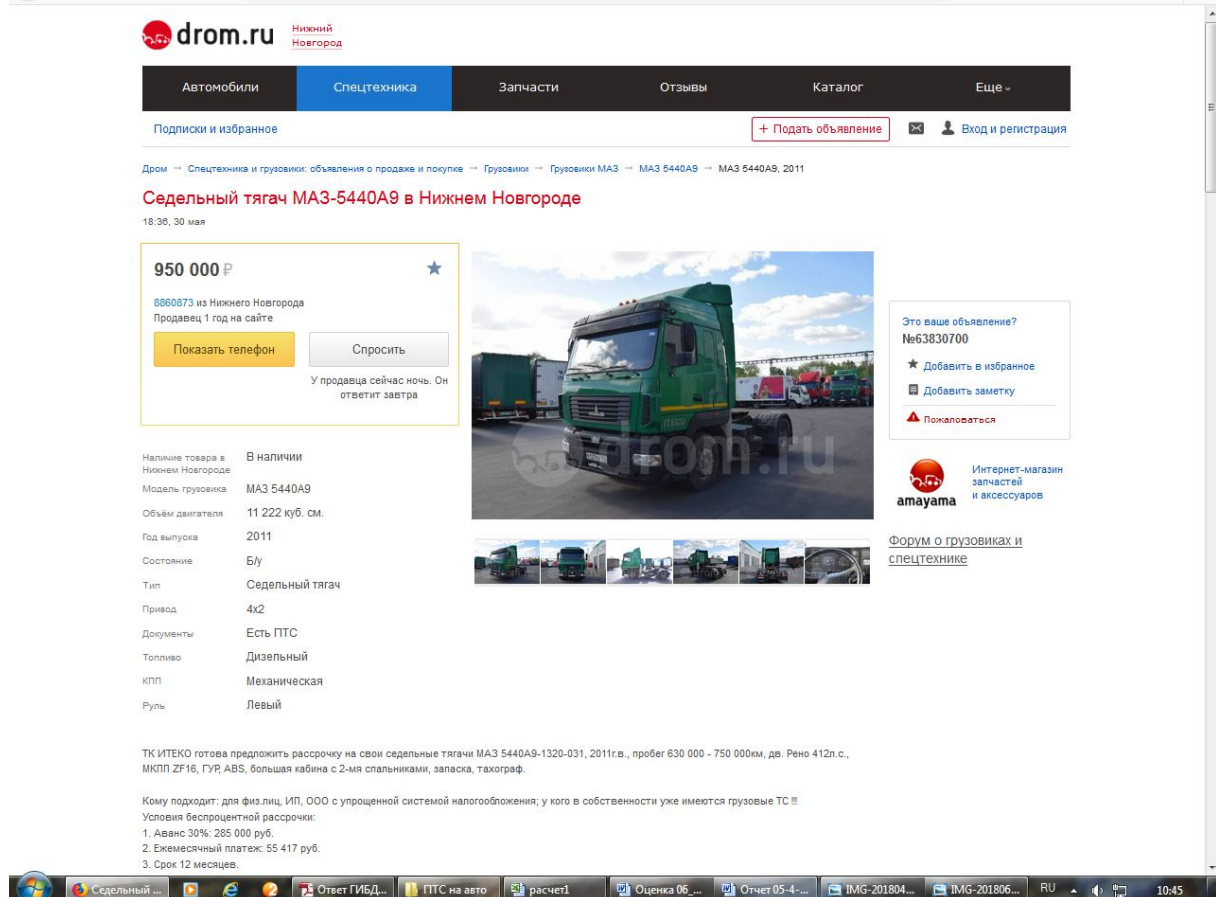 drom.ru
Нижний
Новгород
Автомобили Спецтехника Запчасти Отзывы Каталог Еще
Подписки и избранное + Подать объявление Вход и регистрация
Дром → Спецтехника и грузовики: объявления о продаже и покупке → Грузовики → Грузовики МАЗ → МАЗ 5440А9 → МАЗ 5440А9, 2011
Седельный тягач МАЗ-5440А9 в Нижнем Новгороде
18:36, 30 мая
950 000 ₽
8860873 из Нижнего Новгорода
Продавец 1 год на сайте
Показать телефон Спросить
У продавца сейчас ночь. Он
ответит завтра
drom.ru
Это ваше объявление?
№63830700
Добавить в избранное
Добавить заметку
Пожаловаться
amayama
Интернет-магазин
запчастей
и аксессуаров
Форум о грузовиках и
спецтехнике
Наличие товара в
Нижнем Новгороде
В наличии
Модель грузовика МАЗ 5440А9
Объём двигателя 11 222 куб. см.
Год выпуска 2011
Состояние Б/у
Тип Седельный тягач
Привод 4x2
Документы Есть ПТС
Топливо Дизельный
КПП Механическая
Руль Левый
ТК ИТЕКО готова предложить рассрочку на свои седельные тягачи МАЗ 5440А9-1320-031, 2011г.в., пробег 630 000 - 750 000км, дв. Рено 412л.с.,
МКПП ZF16, ГУР, ABS, большая кабина с 2-мя спальниками, запаска, тахограф.
Кому подходит: для физ.лиц, ИП, ООО с упрощенной системой налогообложения; у кого в собственности уже имеются грузовые ТС !!!
Условия беспроцентной рассрочки:
1. Аванс 30%: 285 000 руб.
2. Ежемесячный платеж: 55 417 руб.
3. Срок 12 месяцев.
Седельный ... Ответ ГИБД... ПТС на авто расчет1 Оценка 06_... Отчет 05-4-... IMG-201804... IMG-201806... RU 10:45